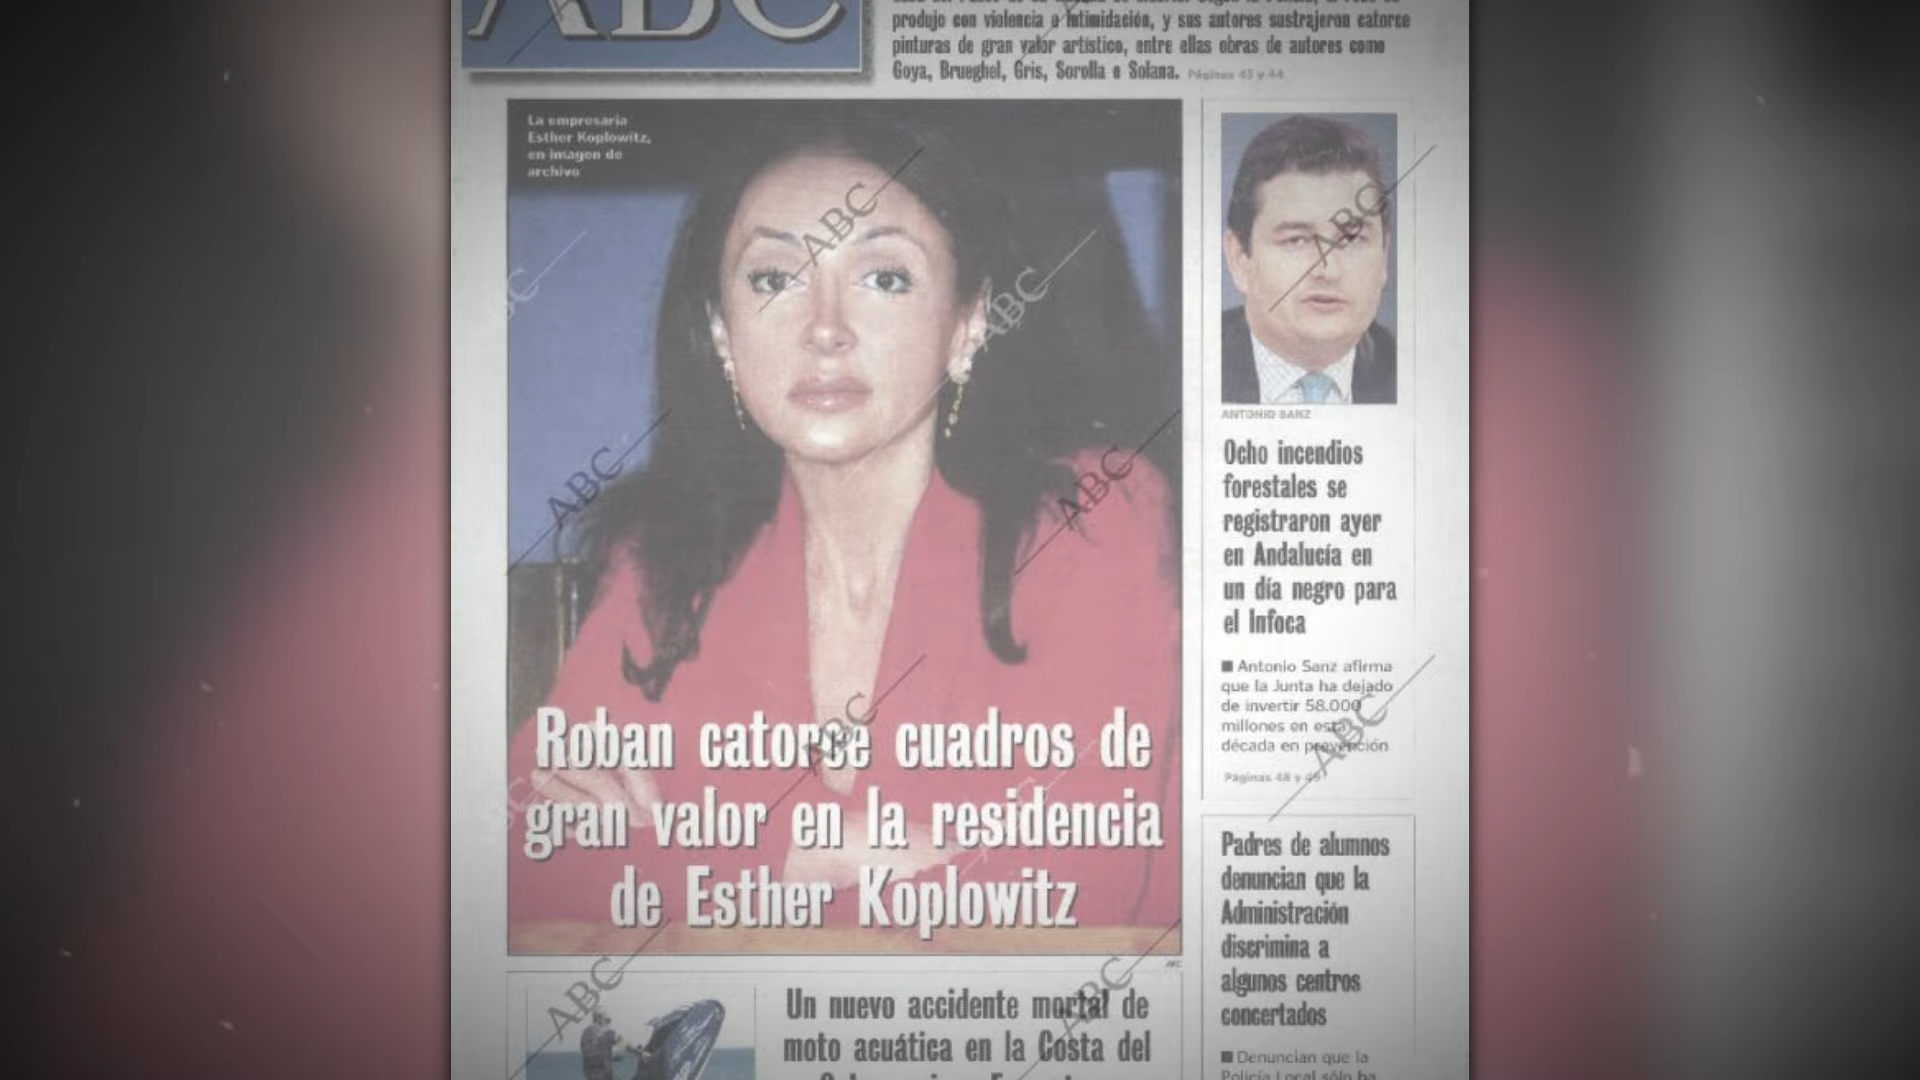 ABC
produjo con violencia e intimidación, y sus autores sustrajeron catorce
pinturas de gran valor artístico, entre ellas obras de autores como
Goya, Brueghel, Gris, Sorolla o Solana. Páginas 43 y 44
La empresaria
Esther Koplowitz,
en imagen de
archivo
Roban catorce cuadros de
gran valor en la residencia
de Esther Koplowitz
ABC
ANTONIO SANZ
Ocho incendios
forestales se
registraron ayer
en Andalucía en
un día negro para
el Infoca
■ Antonio Sanz afirma
que la Junta ha dejado
de invertir 58.000
millones en esta
década en prevención
Páginas 48 y 49
Padres de alumnos
denuncian que la
Administración
discrimina a
algunos centros
concertados
■ Denuncian que la
Policía Local sólo ha
Un nuevo accidente mortal de
moto acuática en la Costa del